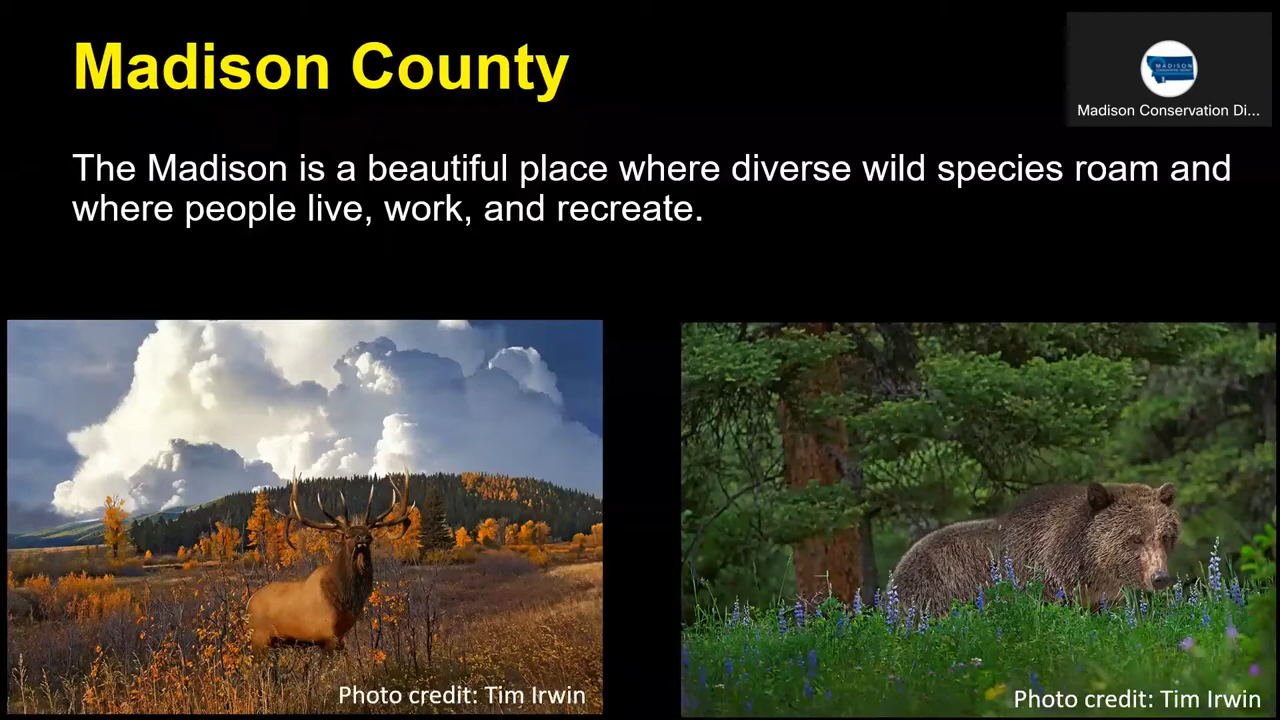 Madison County
MADISON
Madison Conservation Di...
The Madison is a beautiful place where diverse wild species roam and
where people live, work, and recreate.
Photo credit: Tim Irwin
Photo credit: Tim Irwin